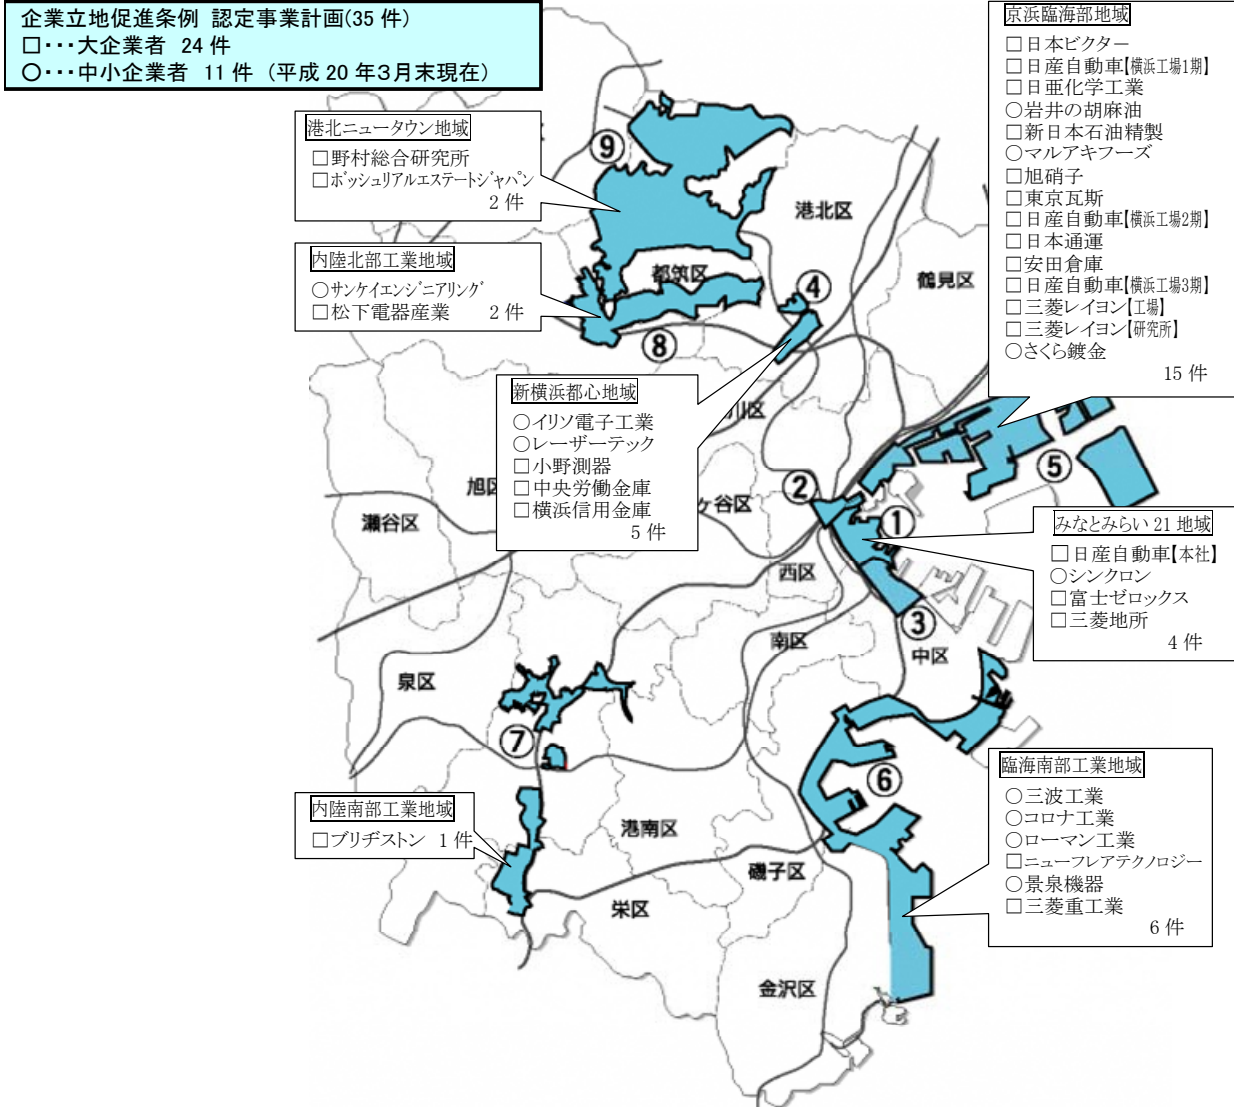 企業立地促進条例 認定事業計画(35 件)
□・・・大企業者 24 件
○・・・中小企業者 11 件 (平成 20 年3月末現在)
京浜臨海部地域
□日本ビクター
□日産自動車【横浜工場1期】
□日亜化学工業
○岩井の胡麻油
□新日本石油精製
○マルアキフーズ
□旭硝子
□東京瓦斯
□日産自動車【横浜工場2期】
□日本通運
□安田倉庫
□日産自動車【横浜工場3期】
□三菱レイヨン【工場】
□三菱レイヨン【研究所】
○さくら鍍金
15 件
港北ニュータウン地域
□野村総合研究所
□ボッシュリアルエステートジャパン
2 件
内陸北部工業地域
○サンケイエンジニアリング
□松下電器産業 2 件
新横浜都心地域
○イリソ電子工業
○レーザーテック
□小野測器
□中央労働金庫
□横浜信用金庫
5 件
みなとみらい 21 地域
□日産自動車【本社】
○シンクロン
□富士ゼロックス
□三菱地所
4 件
臨海南部工業地域
○三波工業
○コロナ工業
○ローマン工業
□ニューフレアテクノロジー
○景泉機器
□三菱重工業
6 件
内陸南部工業地域
□ブリヂストン 1 件
⑨
港北区
都筑区
④
鶴見区
⑧
川区
旭区
ヶ谷区
②
⑤
瀬谷区
①
西区
③
南区
中区
泉区
⑦
⑥
港南区
磯子区
栄区
金沢区